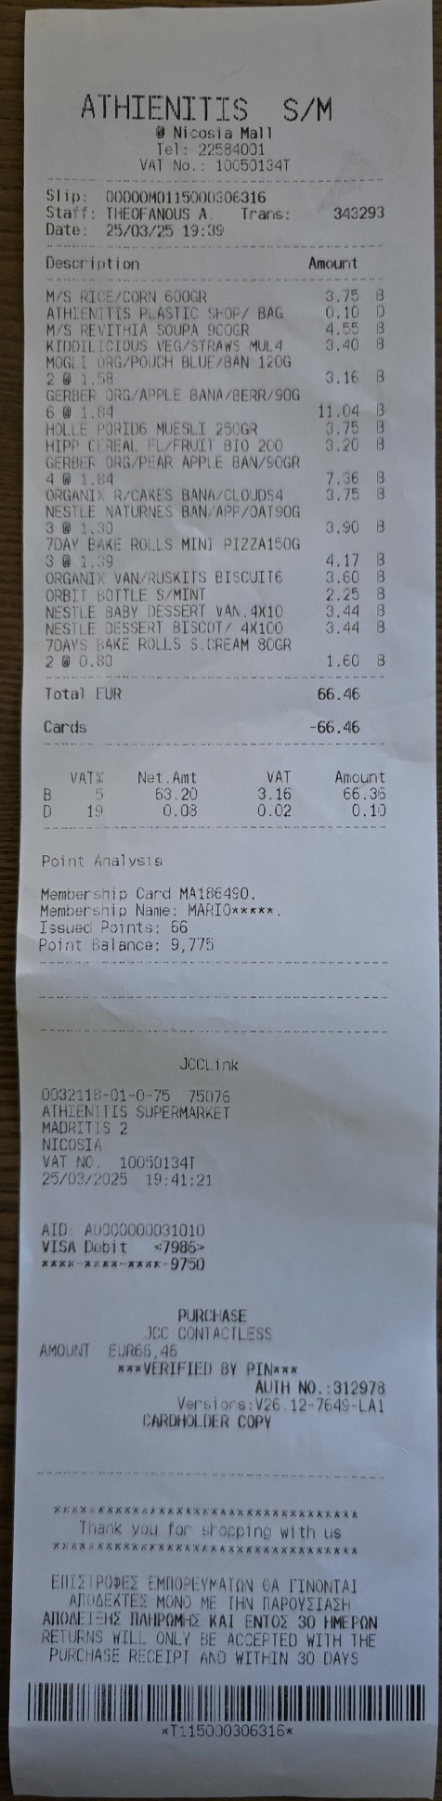 ATHIENITIS S/M
@ Nicosia Mall
Tel: 22584001
VAT No.: 10050134T
Slip: 00000M0115000306316
Staff: THEOFANOUS A. Trans: 343293
Date: 25/03/25 19:39
Description Amount
M/S RICE/CORN 600GR 3.75 B
ATHIENITIS PLASTIC SHOP/ BAG 0.10 D
M/S REVITHIA SOUPA 900GR 4.55 B
KIDDILICIOUS VEG/STRAWS MUL4 3.40 B
MOGLI ORG/POUCH BLUE/BAN 120G
2 @ 1.58 3.16 B
GERBER ORG/APPLE BANA/BERR/90G
6 @ 1.84 11.04 B
HOLLE PORID6 MUESLI 250GR 3.75 B
HIPP CEREAL FL/FRUIT BIO 200 3.20 B
GERBER ORG/PEAR APPLE BAN/90GR
4 @ 1.84 7.36 B
ORGANIX R/CAKES BANA/CLOUDS4 3.75 B
NESTLE NATURNES BAN/APP/OAT90G
3 @ 1.30 3.90 B
7DAY BAKE ROLLS MINI PIZZA150G
3 @ 1.39 4.17 B
ORGANIX VAN/RUSKITS BISCUIT6 3.60 B
ORBIT BOTTLE S/MINT 2.25 B
NESTLE BABY DESSERT VAN.4X10 3.44 B
NESTLE DESSERT BISCOT/ 4X100 3.44 B
7DAYS BAKE ROLLS S.CREAM 80GR
2 @ 0.80 1.60 B
Total EUR 66.46
Cards -66.46
VAT% Net.Amt VAT Amount
B 5 63.20 3.16 66.36
D 19 0.08 0.02 0.10
Point Analysis
Membership Card MA186490.
Membership Name: MARIO*****.
Issued Points: 66
Point Balance: 9,775
JCCLink
0032118-01-0-75 75076
ATHIENITIS SUPERMARKET
MADRITIS 2
NICOSIA
VAT NO. 10050134T
25/03/2025 19:41:21
AID: A0000000031010
VISA Debit <7986>
****-****-****-9750
PURCHASE
JCC CONTACTLESS
AMOUNT EUR66,46
***VERIFIED BY PIN***
AUTH NO.:312978
Versions:V26.12-7649-LA1
CARDHOLDER COPY
************************************
Thank you for shopping with us
************************************
ΕΠΙΣΤΡΟΦΕΣ ΕΜΠΟΡΕΥΜΑΤΩΝ ΘΑ ΓΙΝΟΝΤΑΙ
ΑΠΟΔΕΚΤΕΣ ΜΟΝΟ ΜΕ ΤΗΝ ΠΑΡΟΥΣΙΑΣΗ
ΑΠΟΔΕΙΞΗΣ ΠΛΗΡΩΜΗΣ ΚΑΙ ΕΝΤΟΣ 30 ΗΜΕΡΩΝ
RETURNS WILL ONLY BE ACCEPTED WITH THE
PURCHASE RECEIPT AND WITHIN 30 DAYS
*T115000306316*